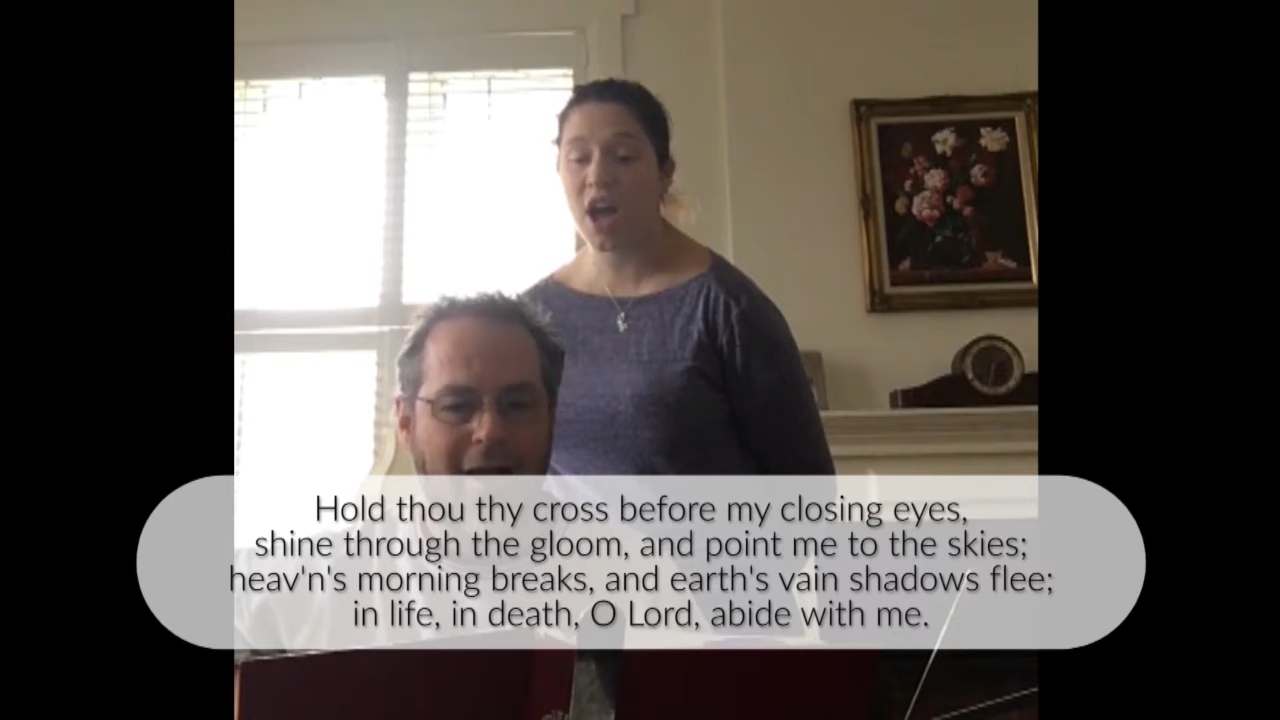 Hold thou thy cross before my closing eyes,
shine through the gloom, and point me to the skies;
heav'n's morning breaks, and earth's vain shadows flee;
in life, in death, O Lord, abide with me.